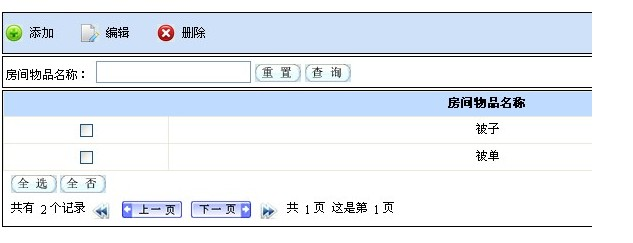 添加 编辑 删除
房间物品名称： 重 置 查 询
房间物品名称
被子
被单
全 选 全 否
共有 2个记录 上一页 下一页 共 1页 这是第 1页